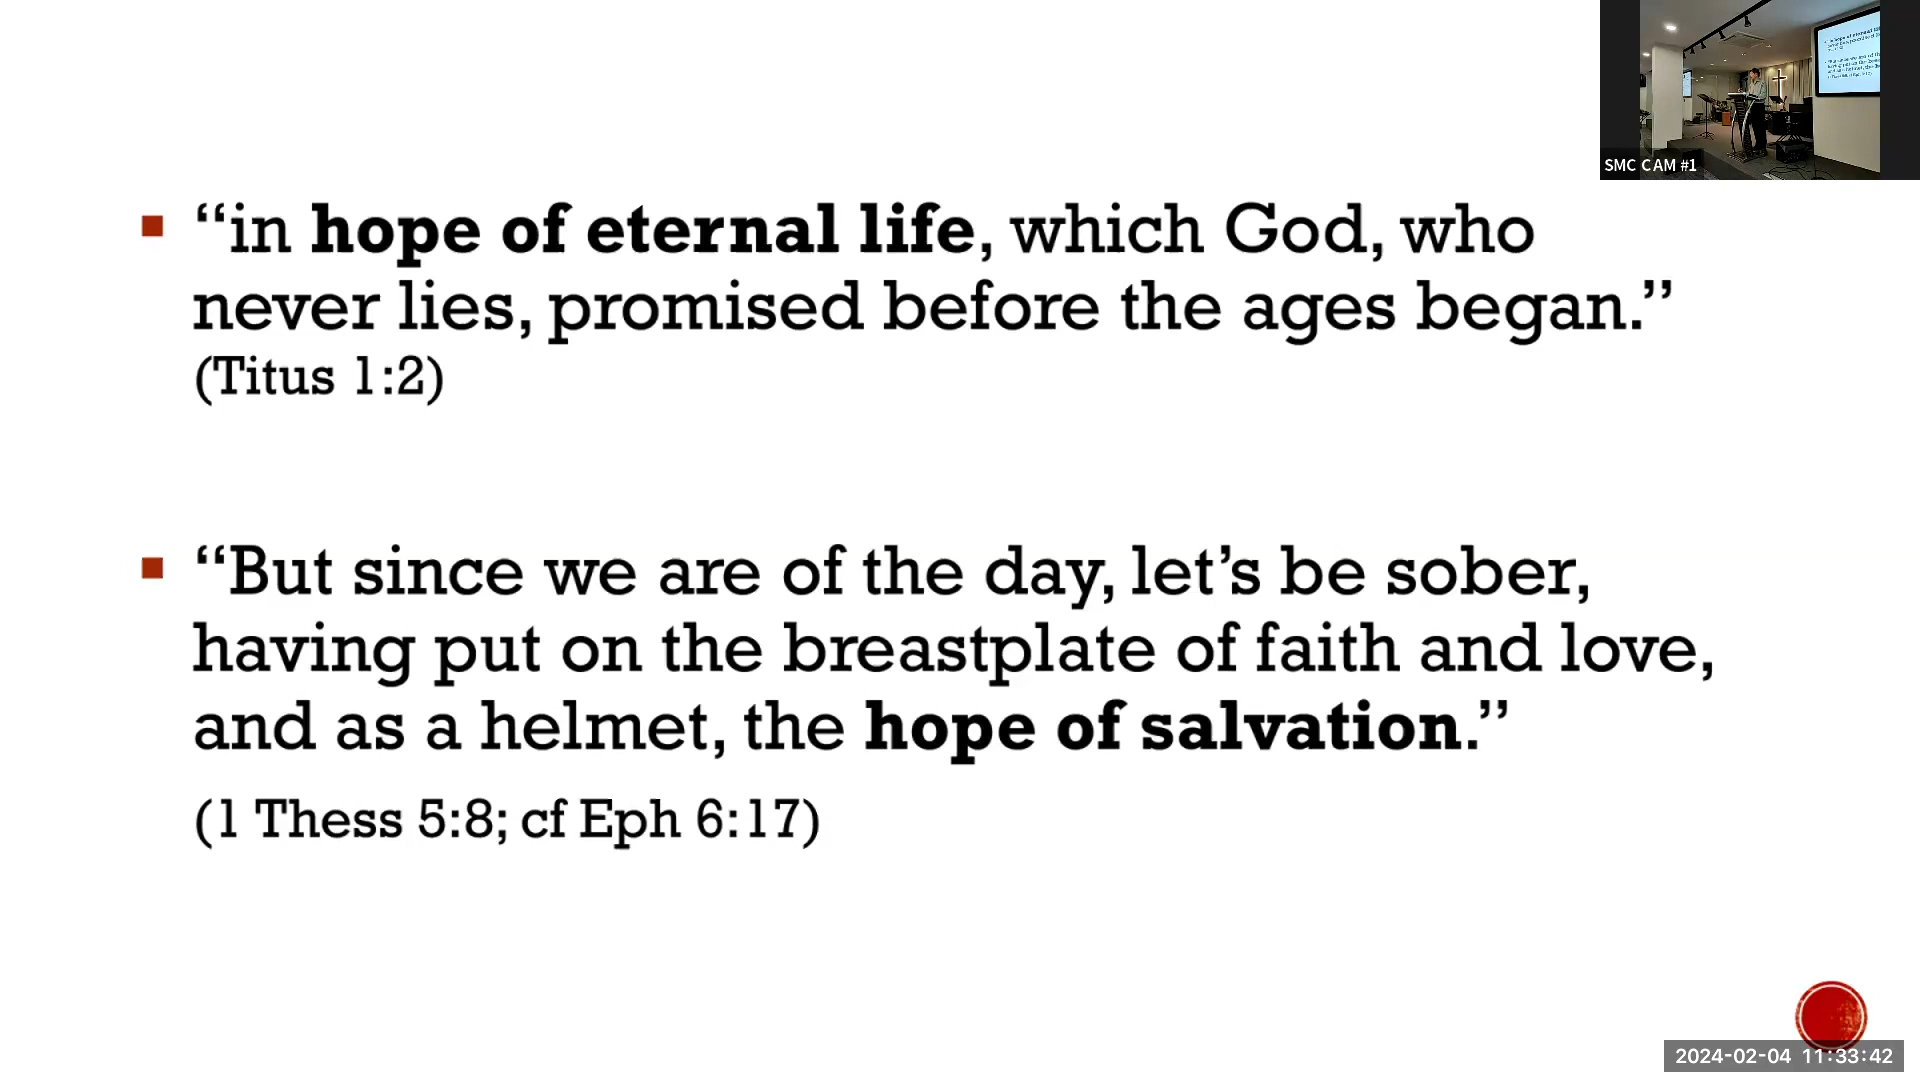 SMC CAM #1
“in hope of eternal life, which God, who
never lies, promised before the ages began.”
(Titus 1:2)
“But since we are of the day, let’s be sober,
having put on the breastplate of faith and love,
and as a helmet, the hope of salvation.”
(1 Thess 5:8; cf Eph 6:17)
2024-02-04 11:33:42